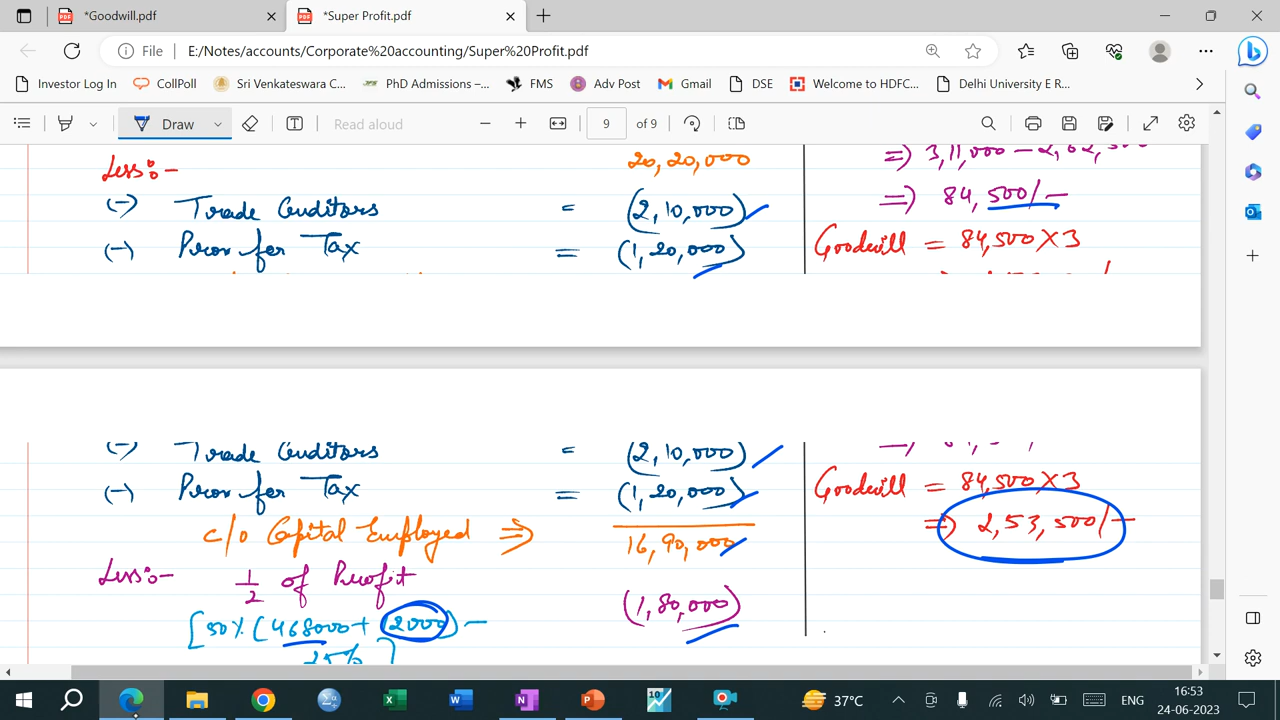 *Goodwill.pdf
*Super Profit.pdf
File E:/Notes/accounts/Corporate%20accounting/Super%20Profit.pdf
Investor Log In CollPoll Sri Venkateswara C... PhD Admissions –... FMS Adv Post Gmail DSE Welcome to HDFC... Delhi University E R...
Draw Read aloud 9 of 9
20,20,000
Less:-
(-) Trade Creditors = (2,10,000)
(-) Prov for Tax = (1,20,000)
=) 84,500/-
Goodwill = 84,500 X 3
(-) Trade Creditors = (2,10,000)
(-) Prov for Tax = (1,20,000)
c/o Capital Employed => 16,90,000
Less:- 1/2 of Profit (1,80,000)
[50% (468000 + 12000) -
25%]
Goodwill = 84,500 X 3
=) 2,53,500/-
37°C ENG 16:53
24-06-2023